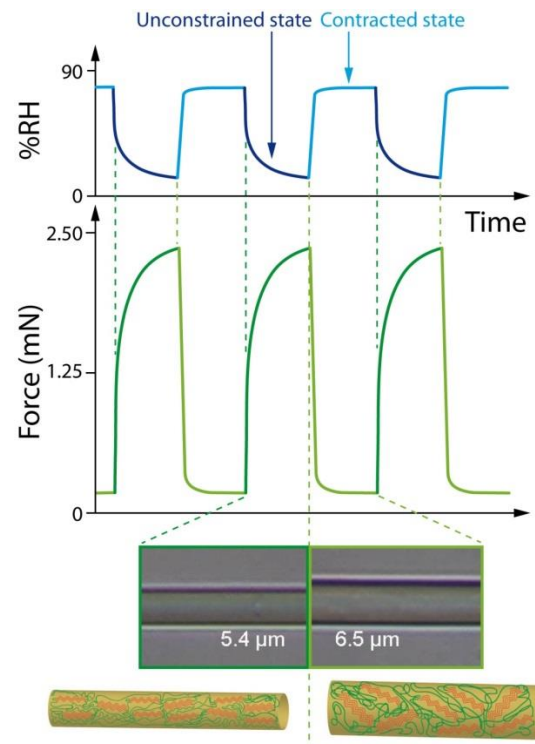 Unconstrained state Contracted state
90
%RH
0
Time
2.50
Force (mN)
1.25
0
5.4 µm 6.5 µm